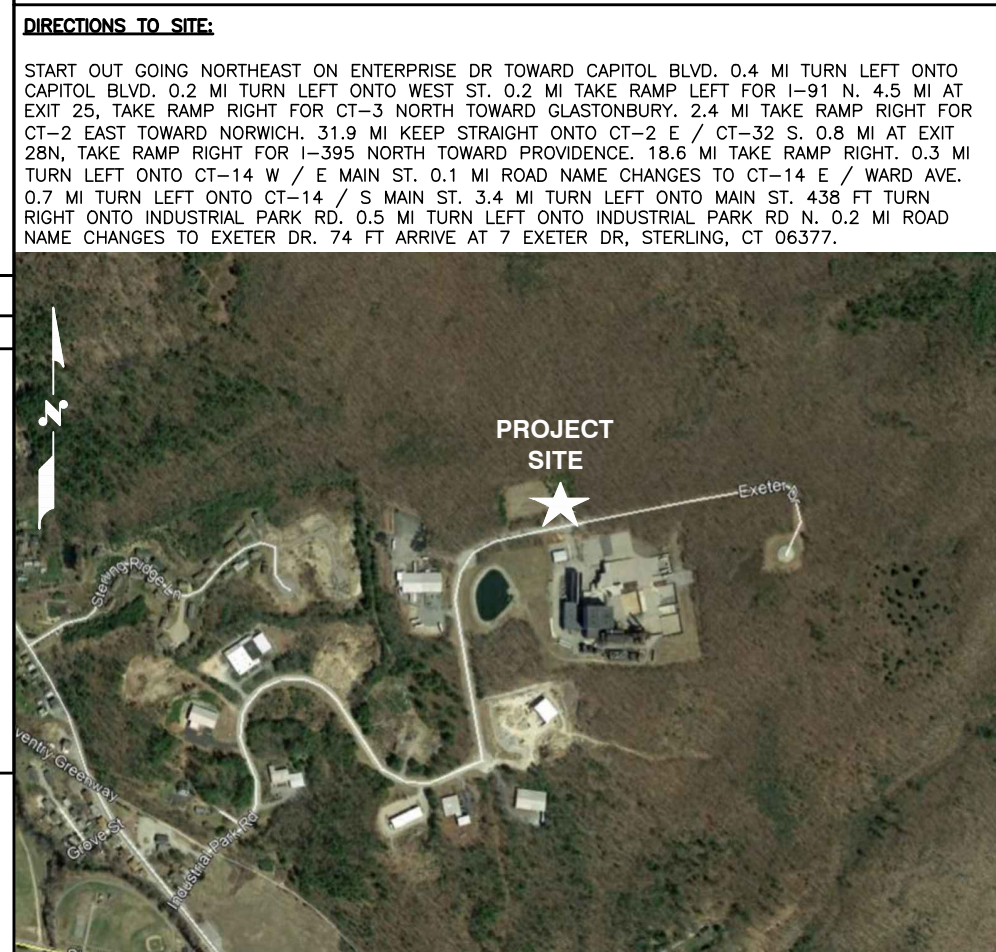 DIRECTIONS TO SITE:
START OUT GOING NORTHEAST ON ENTERPRISE DR TOWARD CAPITOL BLVD. 0.4 MI TURN LEFT ONTO
CAPITOL BLVD. 0.2 MI TURN LEFT ONTO WEST ST. 0.2 MI TAKE RAMP LEFT FOR I-91 N. 4.5 MI AT
EXIT 25, TAKE RAMP RIGHT FOR CT-3 NORTH TOWARD GLASTONBURY. 2.4 MI TAKE RAMP RIGHT FOR
CT-2 EAST TOWARD NORWICH. 31.9 MI KEEP STRAIGHT ONTO CT-2 E / CT-32 S. 0.8 MI AT EXIT
28N, TAKE RAMP RIGHT FOR I-395 NORTH TOWARD PROVIDENCE. 18.6 MI TAKE RAMP RIGHT. 0.3 MI
TURN LEFT ONTO CT-14 W / E MAIN ST. 0.1 MI ROAD NAME CHANGES TO CT-14 E / WARD AVE.
0.7 MI TURN LEFT ONTO CT-14 / S MAIN ST. 3.4 MI TURN LEFT ONTO MAIN ST. 438 FT TURN
RIGHT ONTO INDUSTRIAL PARK RD. 0.5 MI TURN LEFT ONTO INDUSTRIAL PARK RD N. 0.2 MI ROAD
NAME CHANGES TO EXETER DR. 74 FT ARRIVE AT 7 EXETER DR, STERLING, CT 06377.
N
PROJECT
SITE
Exeter Dr
Sterling Ridge Ln
ventry Greenway
Grove St
Industrial Park Rd